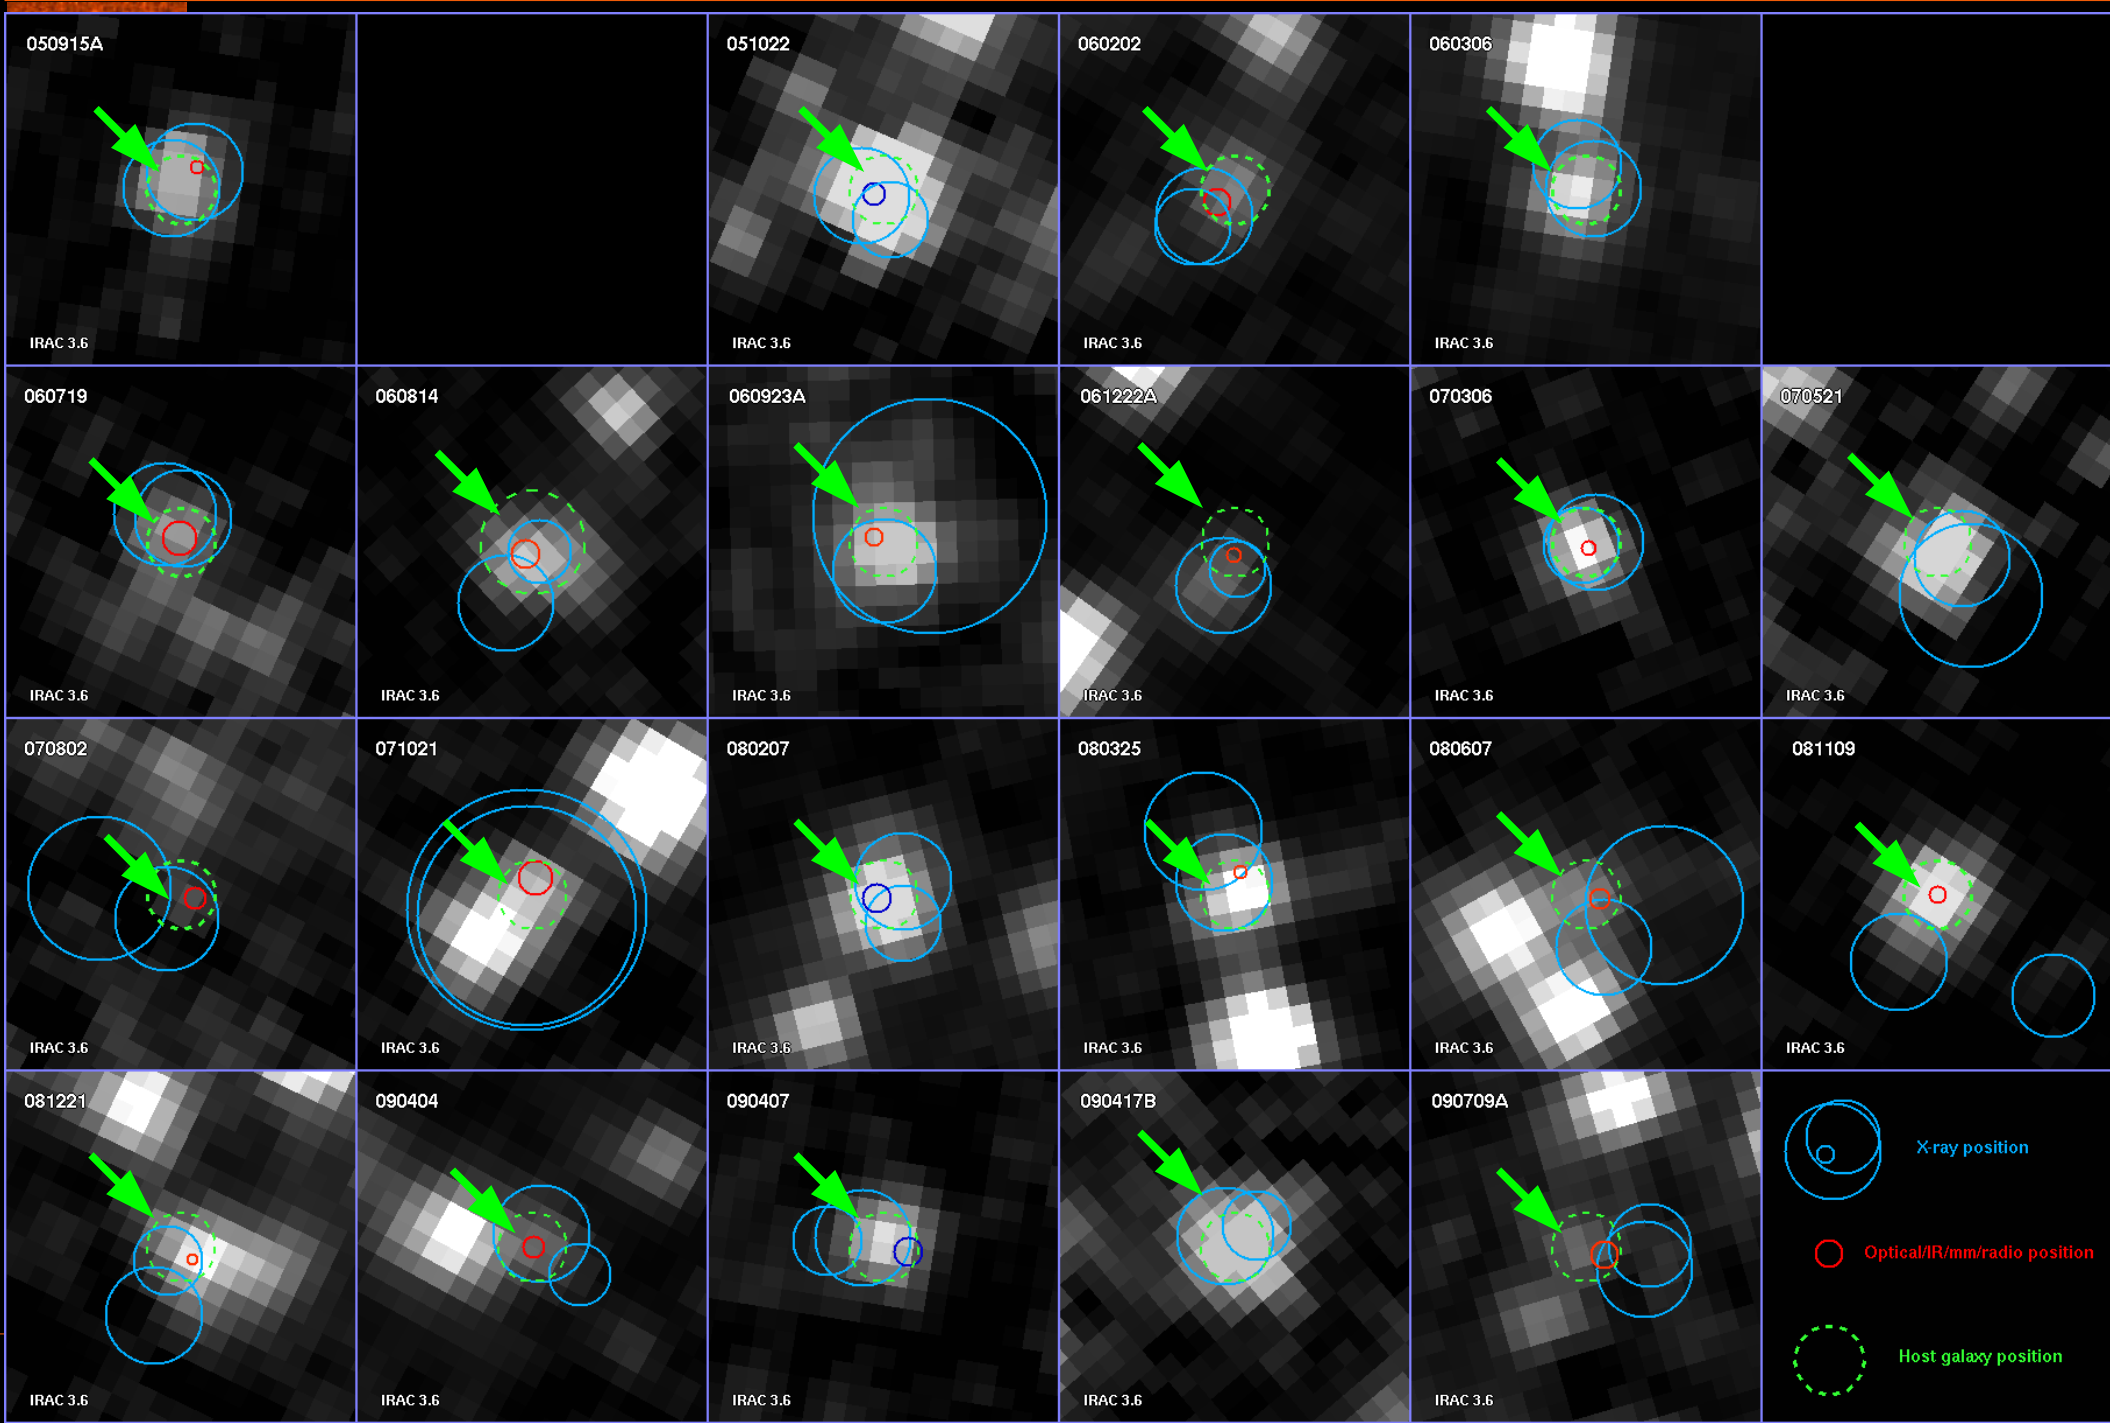 050915A
051022
060202
060306
IRAC 3.6
IRAC 3.6
IRAC 3.6
IRAC 3.6
060719
060814
060923A
061222A
070306
070521
IRAC 3.6
IRAC 3.6
IRAC 3.6
IRAC 3.6
IRAC 3.6
IRAC 3.6
070802
071021
080207
080325
080607
081109
IRAC 3.6
IRAC 3.6
IRAC 3.6
IRAC 3.6
IRAC 3.6
IRAC 3.6
081221
090404
090407
090417B
090709A
X-ray position
Optical/IR/mm/radio position
Host galaxy position
IRAC 3.6
IRAC 3.6
IRAC 3.6
IRAC 3.6
IRAC 3.6